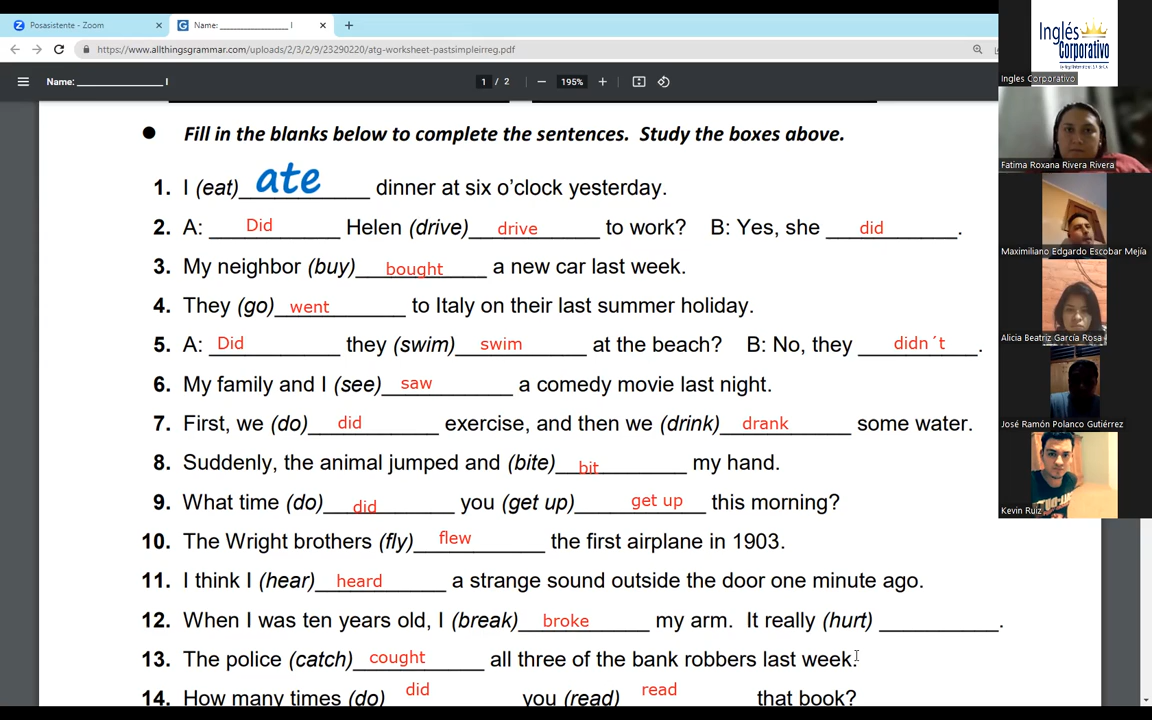 Posasistente - Zoom
Name: ________________ I
https://www.allthingsgrammar.com/uploads/2/3/2/9/23290220/atg-worksheet-pastsimpleirreg.pdf
Name: ________________ I
1 / 2
195%
Fill in the blanks below to complete the sentences. Study the boxes above.
1. I (eat) ate dinner at six o'clock yesterday.
2. A: Did Helen (drive) drive to work? B: Yes, she did.
3. My neighbor (buy) bought a new car last week.
4. They (go) went to Italy on their last summer holiday.
5. A: Did they (swim) swim at the beach? B: No, they didn´t.
6. My family and I (see) saw a comedy movie last night.
7. First, we (do) did exercise, and then we (drink) drank some water.
8. Suddenly, the animal jumped and (bite) bit my hand.
9. What time (do) did you (get up) get up this morning?
10. The Wright brothers (fly) flew the first airplane in 1903.
11. I think I (hear) heard a strange sound outside the door one minute ago.
12. When I was ten years old, I (break) broke my arm. It really (hurt) ___________.
13. The police (catch) cought all three of the bank robbers last week.
14. How many times (do) did you (read) read that book?
Inglés
Corporativo
Ingles Corporativo
Fatima Roxana Rivera Rivera
Maximiliano Edgardo Escobar Mejía
Alicia Beatriz García Rosa
José Ramón Polanco Gutiérrez
Kevin Ruiz